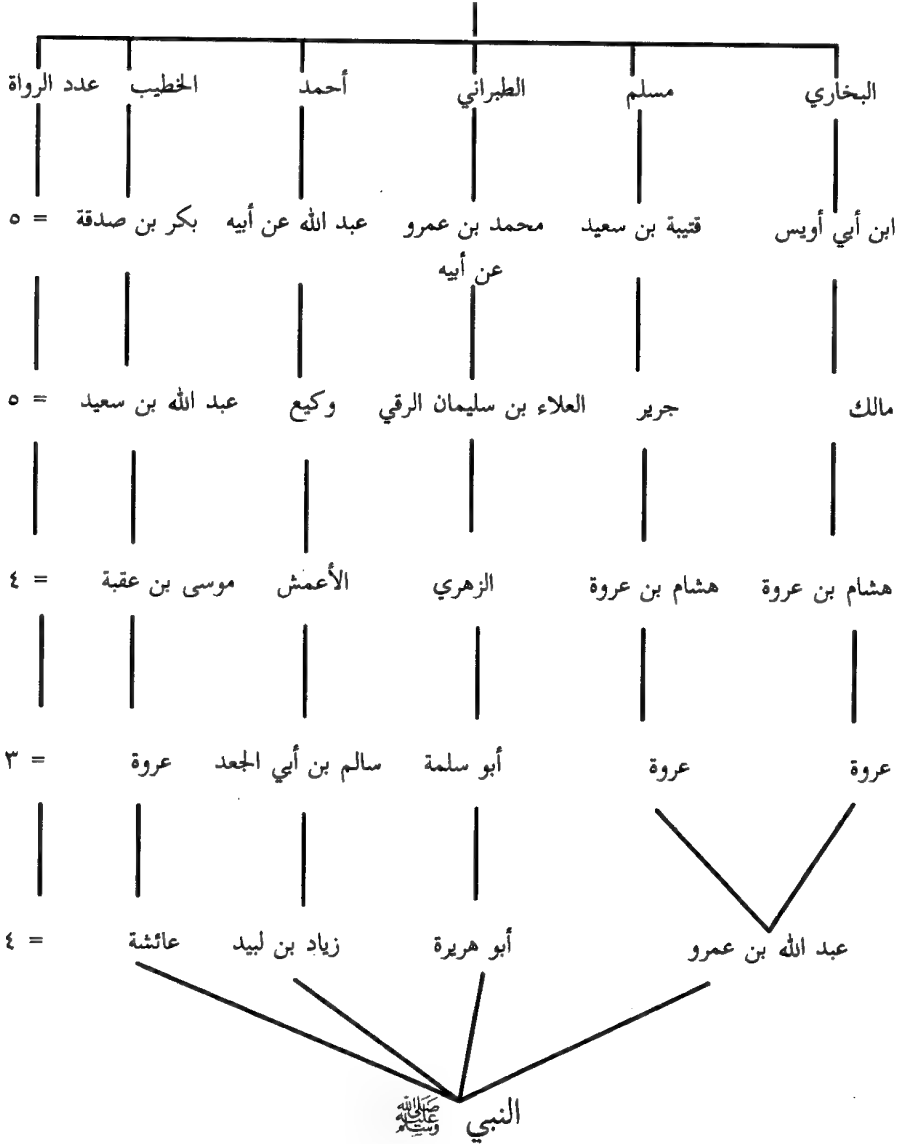 البخاري مسلم الطبراني أحمد الخطيب عدد الرواة
ابن أبي أويس قتيبة بن سعيد محمد بن عمرو عبد الله عن أبيه بكر بن صدقة = ٥
عن أبيه
مالك جرير العلاء بن سليمان الرقي وكيع عبد الله بن سعيد = ٥
هشام بن عروة هشام بن عروة الزهري الأعمش موسى بن عقبة = ٤
عروة عروة أبو سلمة سالم بن أبي الجعد عروة = ٣
عبد الله بن عمرو أبو هريرة زياد بن لبيد عائشة = ٤
النبي ﷺ